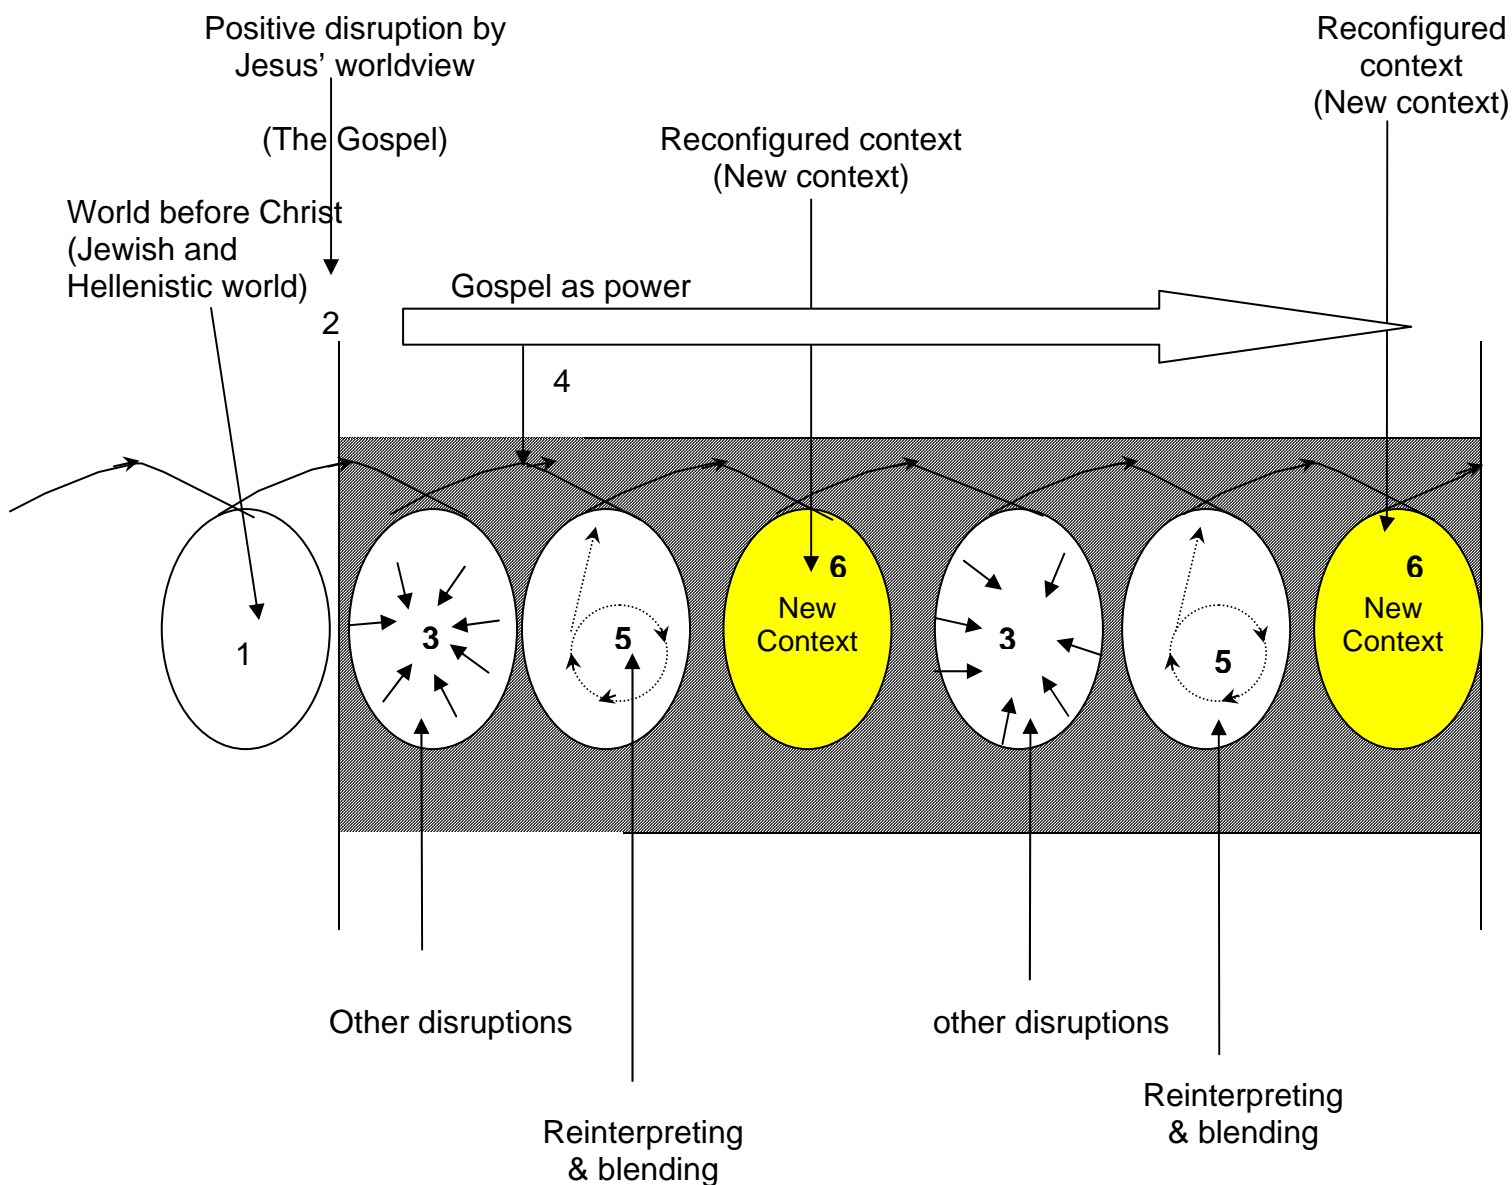 Positive disruption by
Jesus’ worldview
(The Gospel)
Reconfigured
context
(New context)
Reconfigured context
(New context)
World before Christ
(Jewish and
Hellenistic world)
Gospel as power
2
4
1
3
5
6
New
Context
3
5
6
New
Context
Other disruptions
other disruptions
Reinterpreting
& blending
Reinterpreting
& blending